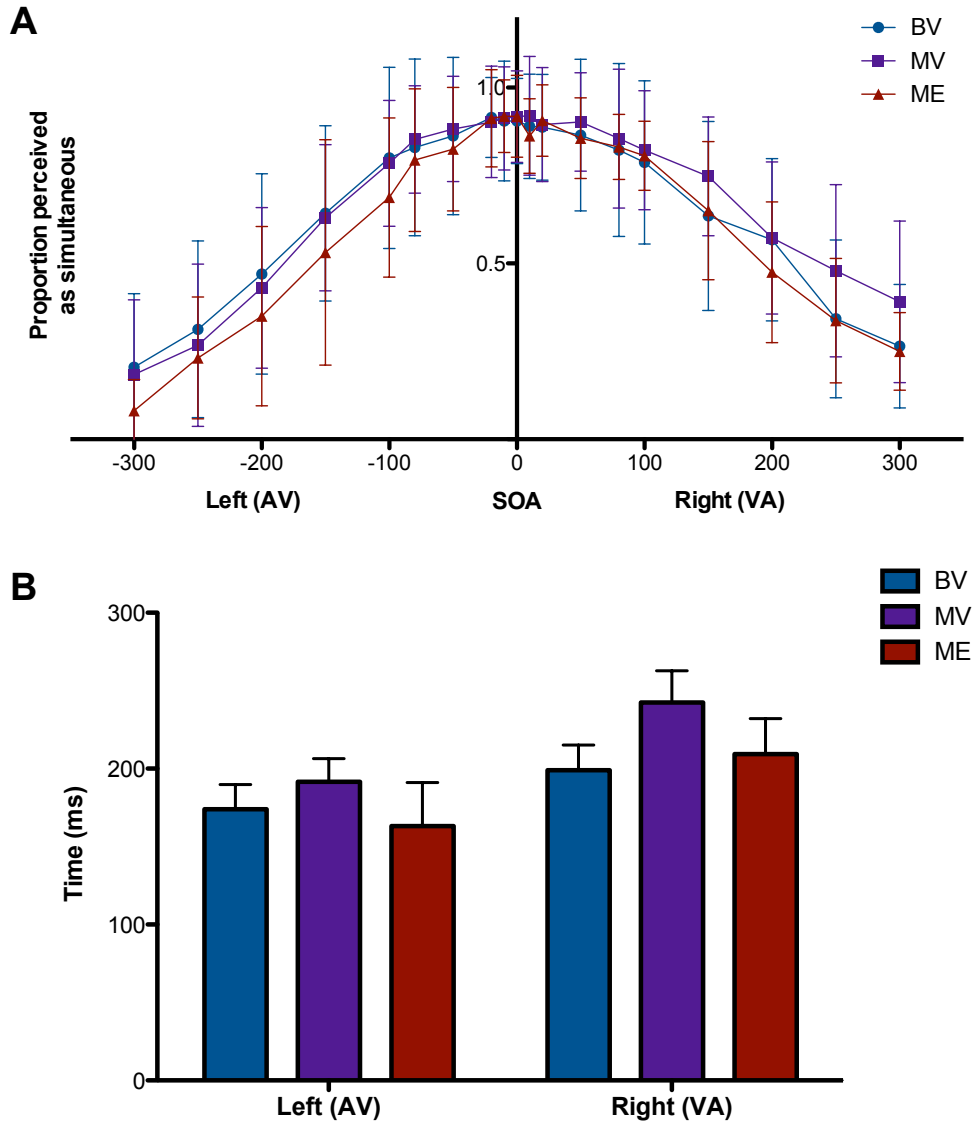 A
BV
MV
ME
Proportion perceived
as simultaneous
1.0
0.5
-300 -200 -100 0 100 200 300
Left (AV) SOA Right (VA)
B
BV
MV
ME
Time (ms)
300
200
100
0
Left (AV) Right (VA)